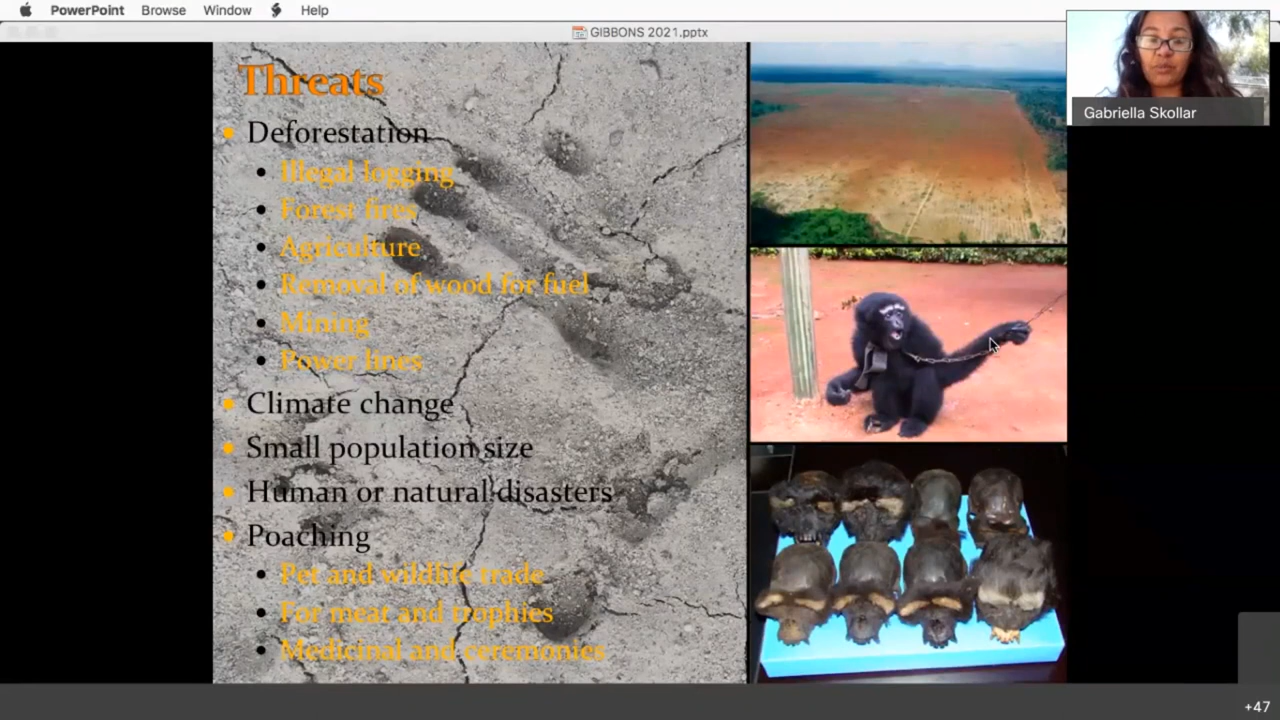 PowerPoint Browse Window Help
GIBBONS 2021.pptx
Gabriella Skollar
Threats
Deforestation
Illegal logging
Forest fires
Agriculture
Removal of wood for fuel
Mining
Power lines
Climate change
Small population size
Human or natural disasters
Poaching
Pet and wildlife trade
For meat and trophies
Medicinal and ceremonies
+47